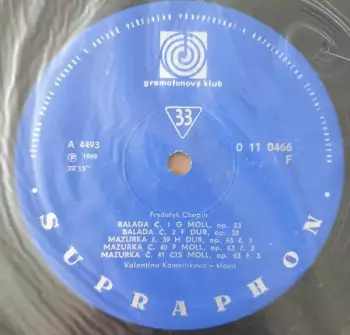 gramofonový klub
33
A 4493
0 11 0466
℗ 1968
F
22'15"
Fryderyk Chopin
BALADA Č. 1 G MOLL, op. 23
BALADA Č. 2 F DUR, op. 38
MAZURKA č. 39 H DUR, op. 63 č. 1
MAZURKA Č. 40 F MOLL, op. 63 č. 2
MAZURKA Č. 41 CIS MOLL, op. 63 č. 3
Valentina Kameníková - klavír
SUPRAPHON